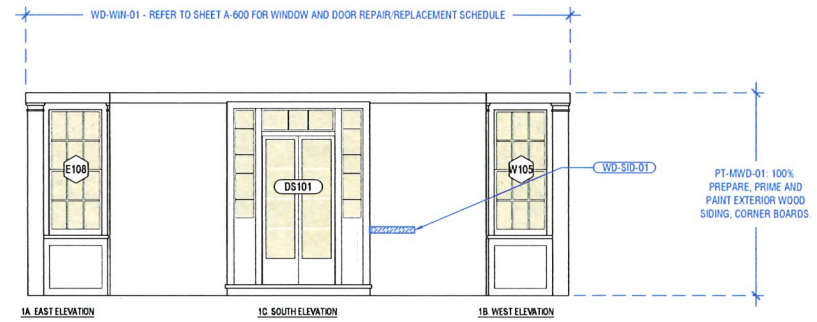 WD-WIN-01 - REFER TO SHEET A-600 FOR WINDOW AND DOOR REPAIR/REPLACEMENT SCHEDULE
E108
DS101
W105
WD-SID-01
PT-MWD-01: 100%
PREPARE, PRIME AND
PAINT EXTERIOR WOOD
SIDING, CORNER BOARDS.
1A. EAST ELEVATION
1C. SOUTH ELEVATION
1B. WEST ELEVATION